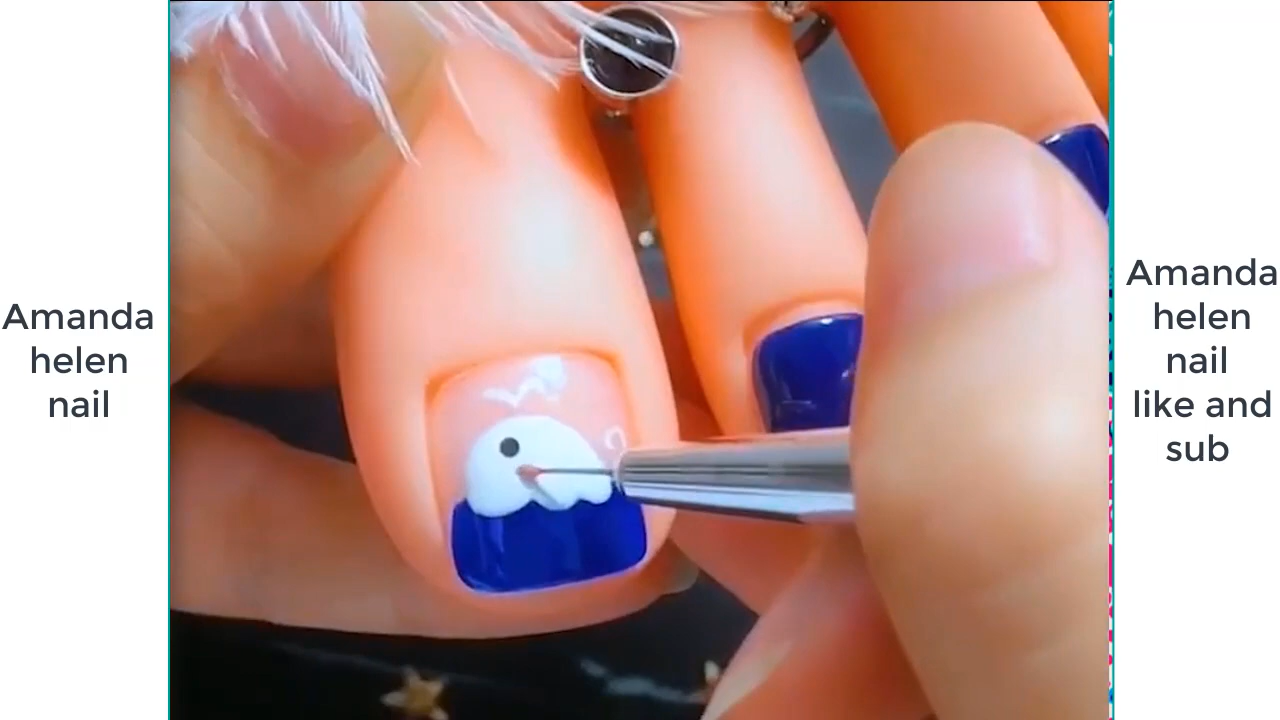 Amanda
helen
nail
Amanda
helen
nail
like and
sub